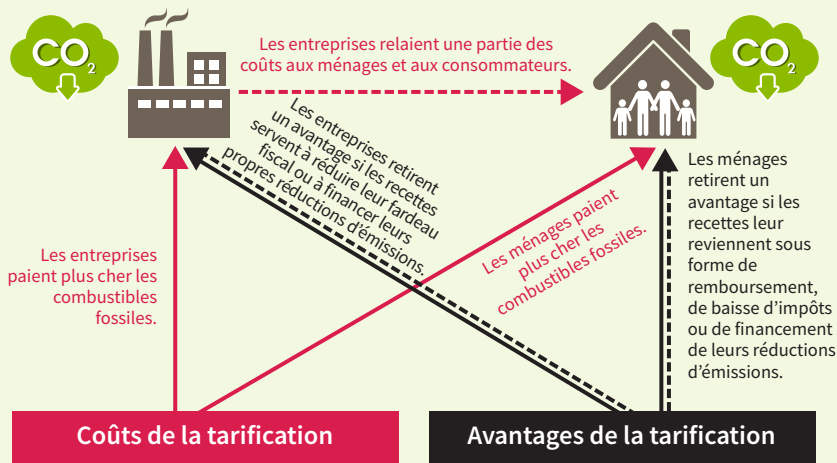 CO2
Les entreprises relaient une partie des
coûts aux ménages et aux consommateurs.
CO2
Les entreprises retirent
un avantage si les recettes
servent à réduire leur fardeau
fiscal ou à financer leurs
propres réductions d'émissions.
Les ménages paient
plus cher les
combustibles fossiles.
Les ménages
retirent un
avantage si les
recettes leur
reviennent sous
forme de
remboursement,
de baisse d'impôts
ou de financement
de leurs réductions
d'émissions.
Les entreprises
paient plus cher les
combustibles
fossiles.
Coûts de la tarification
Avantages de la tarification